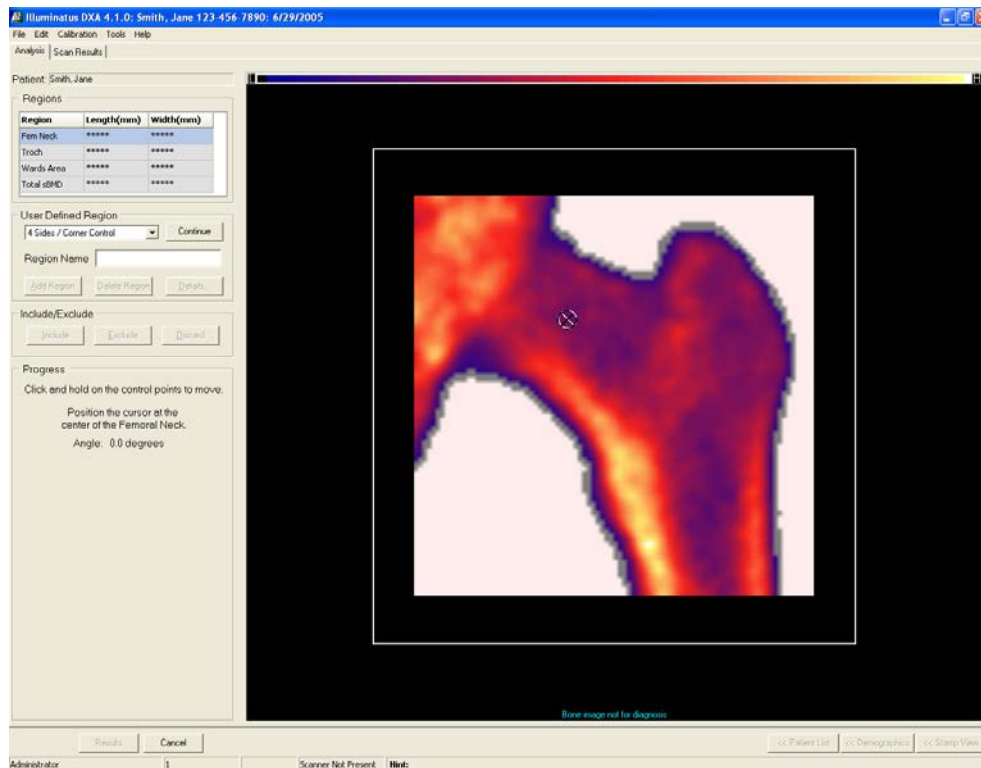 Illuminatus DXA 4.1.0: Smith, Jane 123-456-7890: 6/29/2005
File Edit Calibration Tools Help
Analysis Scan Results
Patient: Smith, Jane
Regions
Region Length(mm) Width(mm)
Fem Neck ***** *****
Troch ***** *****
Wards Area ***** *****
Total sBMD ***** *****
User Defined Region
4 Sides / Corner Control Continue
Region Name
Add Region Delete Region Details...
Include/Exclude
Include Exclude Discard
Progress
Click and hold on the control points to move.
Position the cursor at the
center of the Femoral Neck.
Angle: 0.0 degrees
Bone image not for diagnosis
Results Cancel << Patient List << Demographics << Stamp View
Administrator 1 Scanner Not Present Hint: